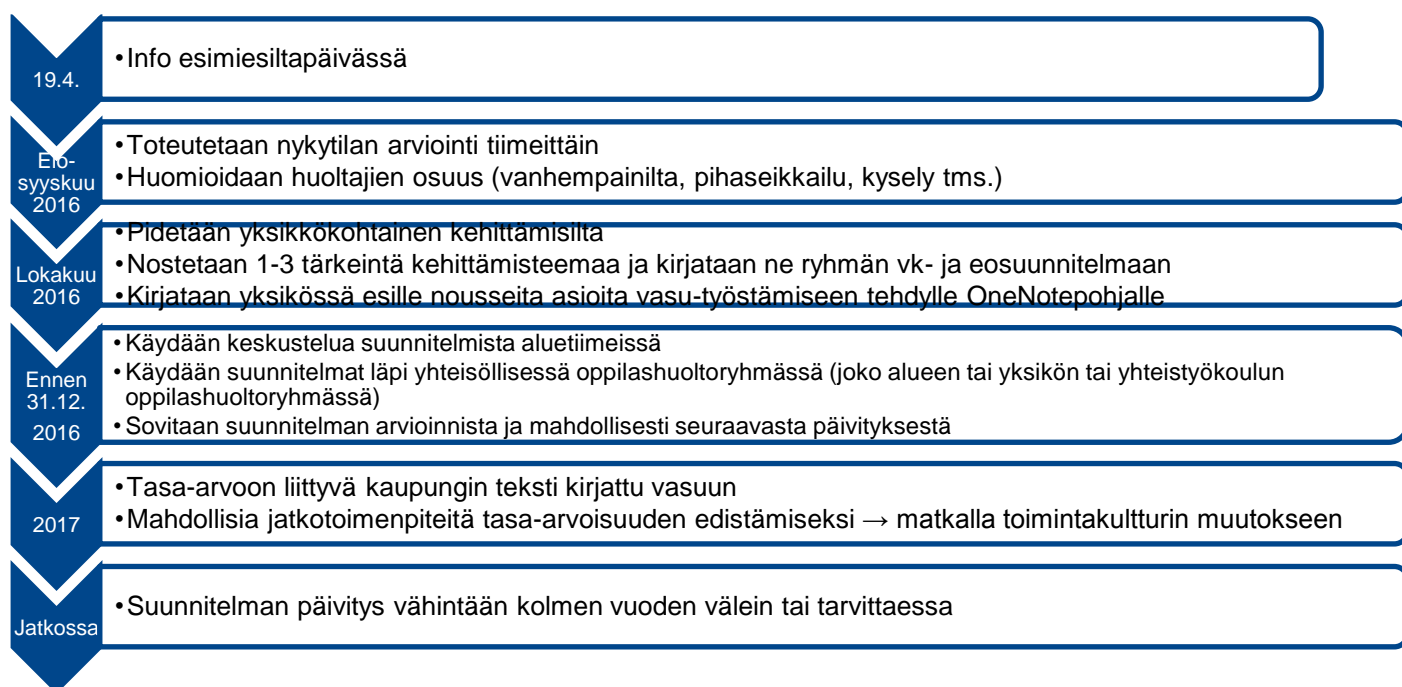 19.4.
•Info esimiesiltapäivässä
Elo-
syyskuu
2016
•Toteutetaan nykytilan arviointi tiimeittäin
•Huomioidaan huoltajien osuus (vanhempainilta, pihaseikkailu, kysely tms.)
Lokakuu
2016
•Pidetään yksikkökohtainen kehittämisilta
•Nostetaan 1-3 tärkeintä kehittämisteemaa ja kirjataan ne ryhmän vk- ja eosuunnitelmaan
•Kirjataan yksikössä esille nousseita asioita vasu-työstämiseen tehdylle OneNotepohjalle
Ennen
31.12.
2016
•Käydään keskustelua suunnitelmista aluetiimeissä
•Käydään suunnitelmat läpi yhteisöllisessä oppilashuoltoryhmässä (joko alueen tai yksikön tai yhteistyökoulun
oppilashuoltoryhmässä)
•Sovitaan suunnitelman arvioinnista ja mahdollisesti seuraavasta päivityksestä
2017
•Tasa-arvoon liittyvä kaupungin teksti kirjattu vasuun
•Mahdollisia jatkotoimenpiteitä tasa-arvoisuuden edistämiseksi → matkalla toimintakultturin muutokseen
Jatkossa
•Suunnitelman päivitys vähintään kolmen vuoden välein tai tarvittaessa